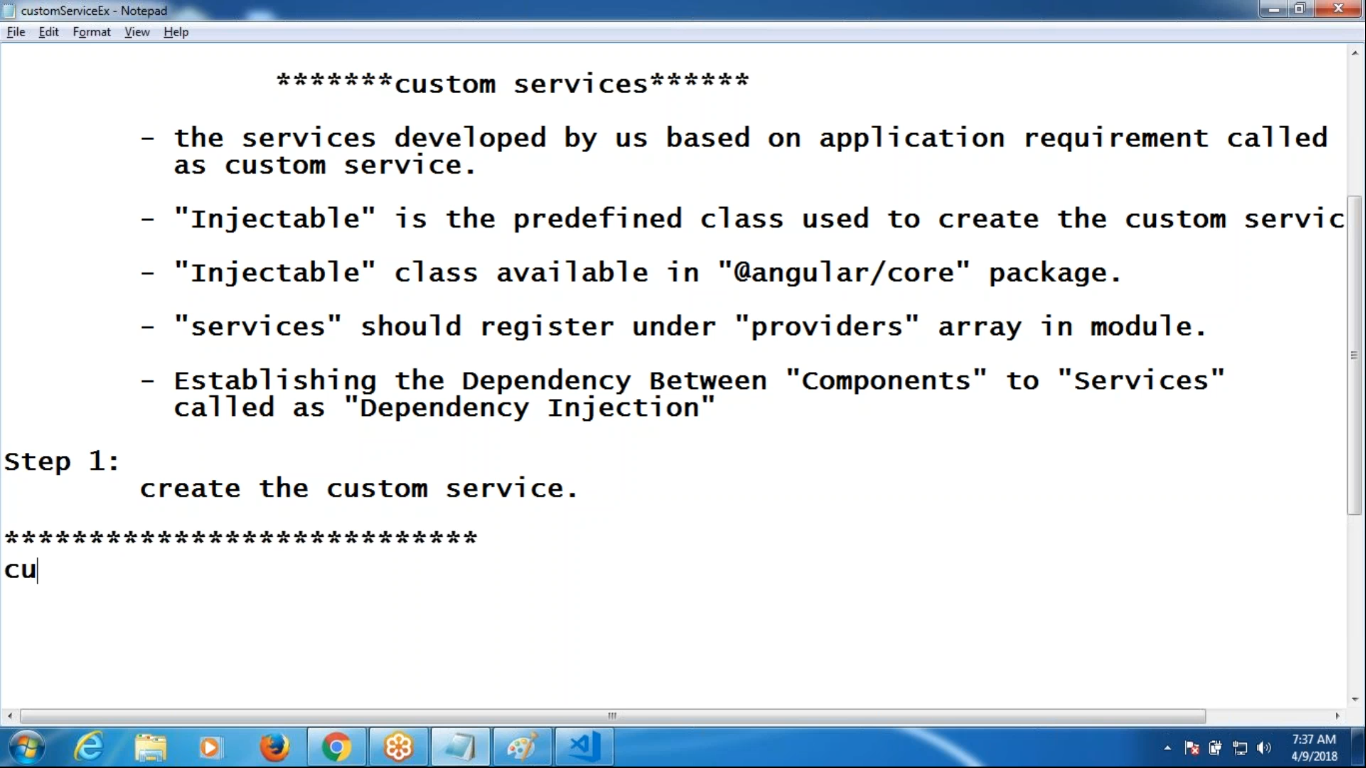 customServiceEx - Notepad
File Edit Format View Help
*******custom services******
- the services developed by us based on application requirement called
as custom service.
- "Injectable" is the predefined class used to create the custom servic
- "Injectable" class available in "@angular/core" package.
- "services" should register under "providers" array in module.
- Establishing the Dependency Between "Components" to "Services"
called as "Dependency Injection"
Step 1:
create the custom service.
****************************
cu
7:37 AM
4/9/2018